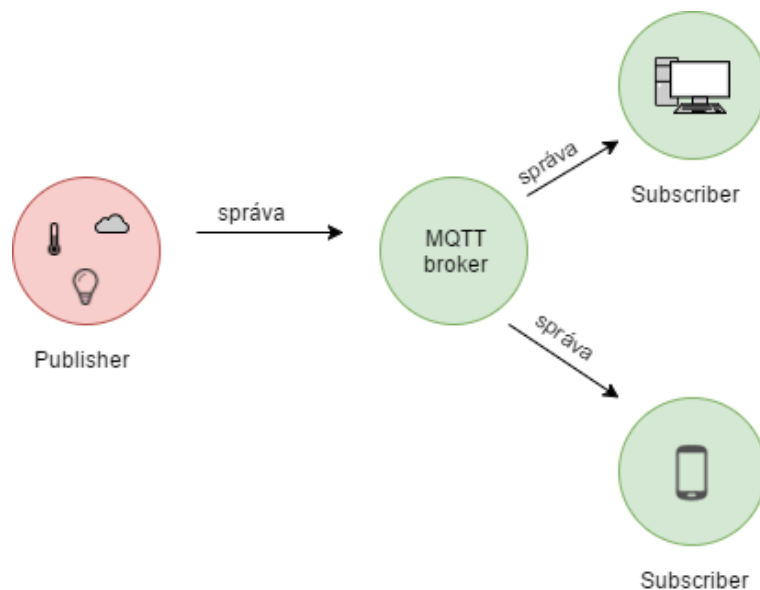 správa
Publisher
MQTT
broker
správa
Subscriber
správa
Subscriber